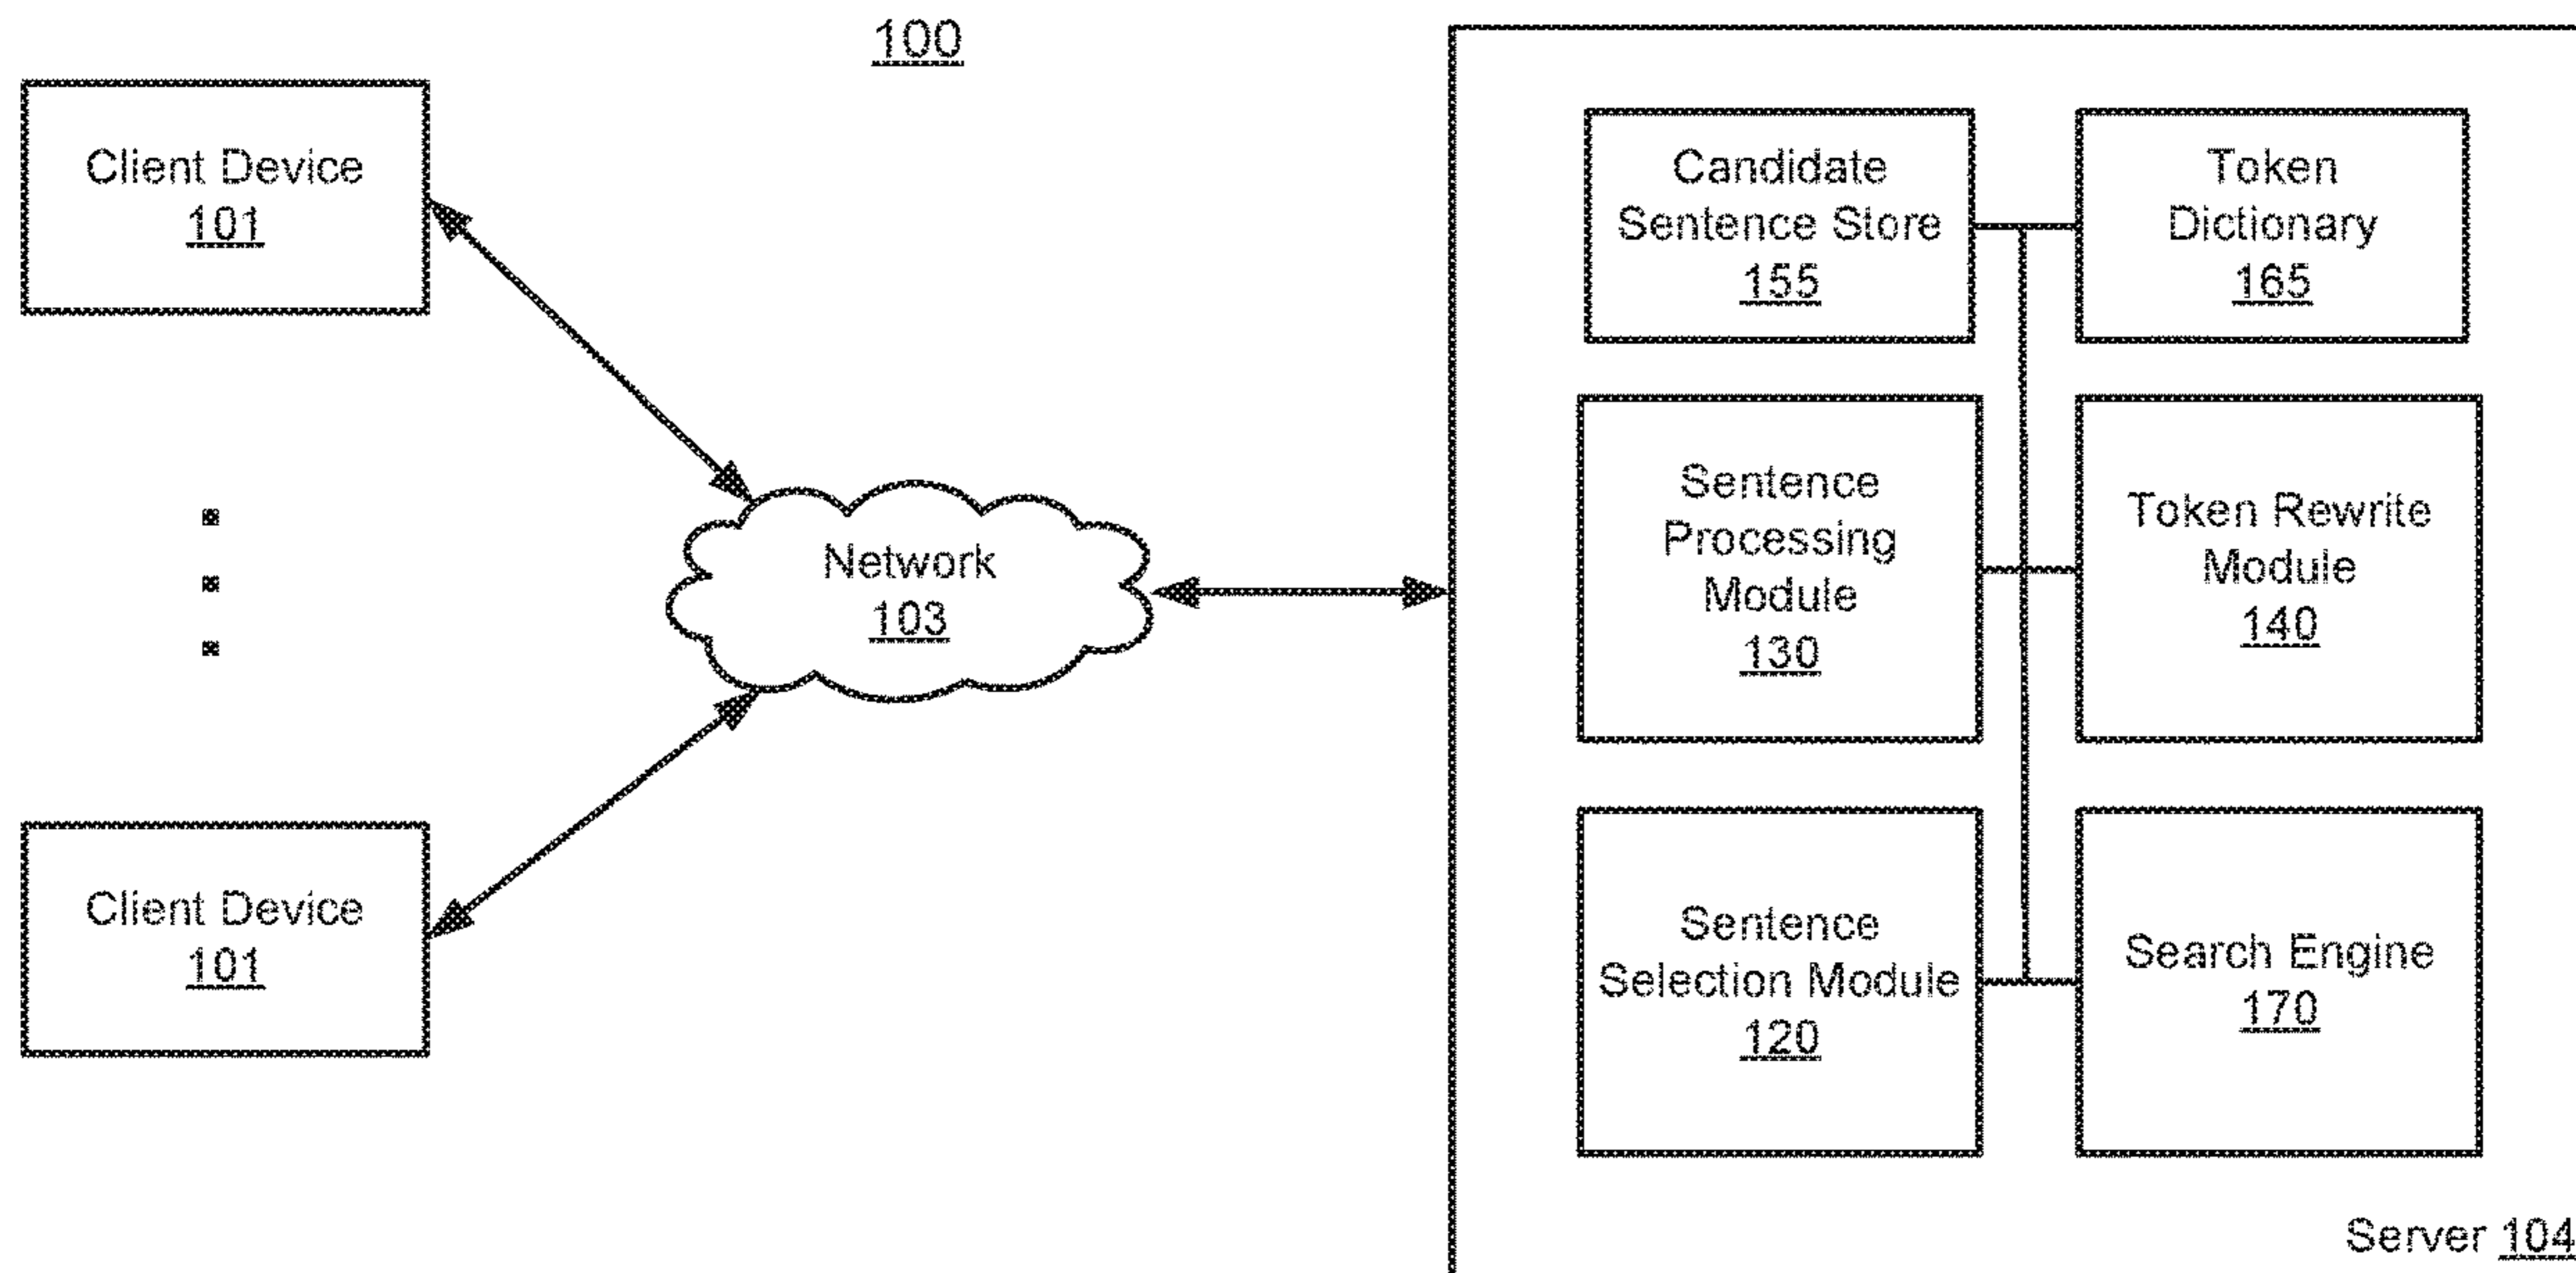 100
Client Device
101
Client Device
101
Network
103
Candidate
Sentence Store
155
Token
Dictionary
165
Sentence
Processing
Module
130
Token Rewrite
Module
140
Sentence
Selection Module
120
Search Engine
170
Server 104